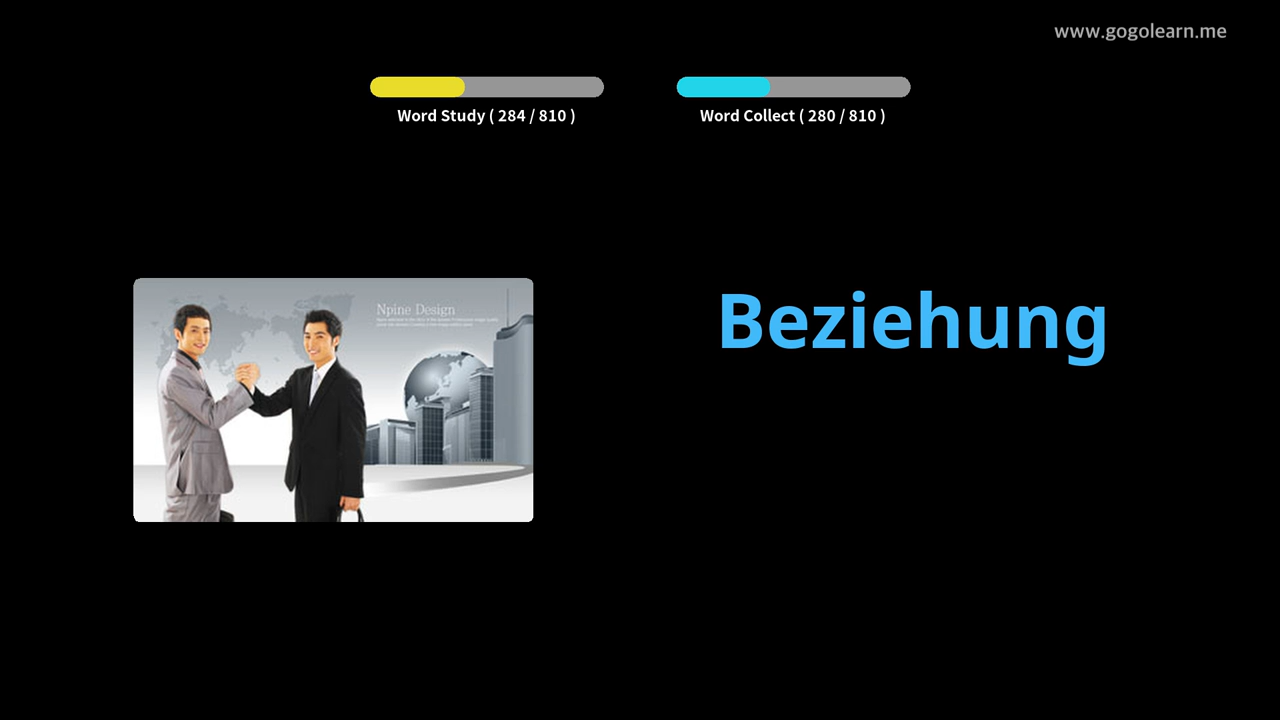 www.gogolearn.me
Word Study ( 284 / 810 )
Word Collect ( 280 / 810 )
Npine Design
Beziehung